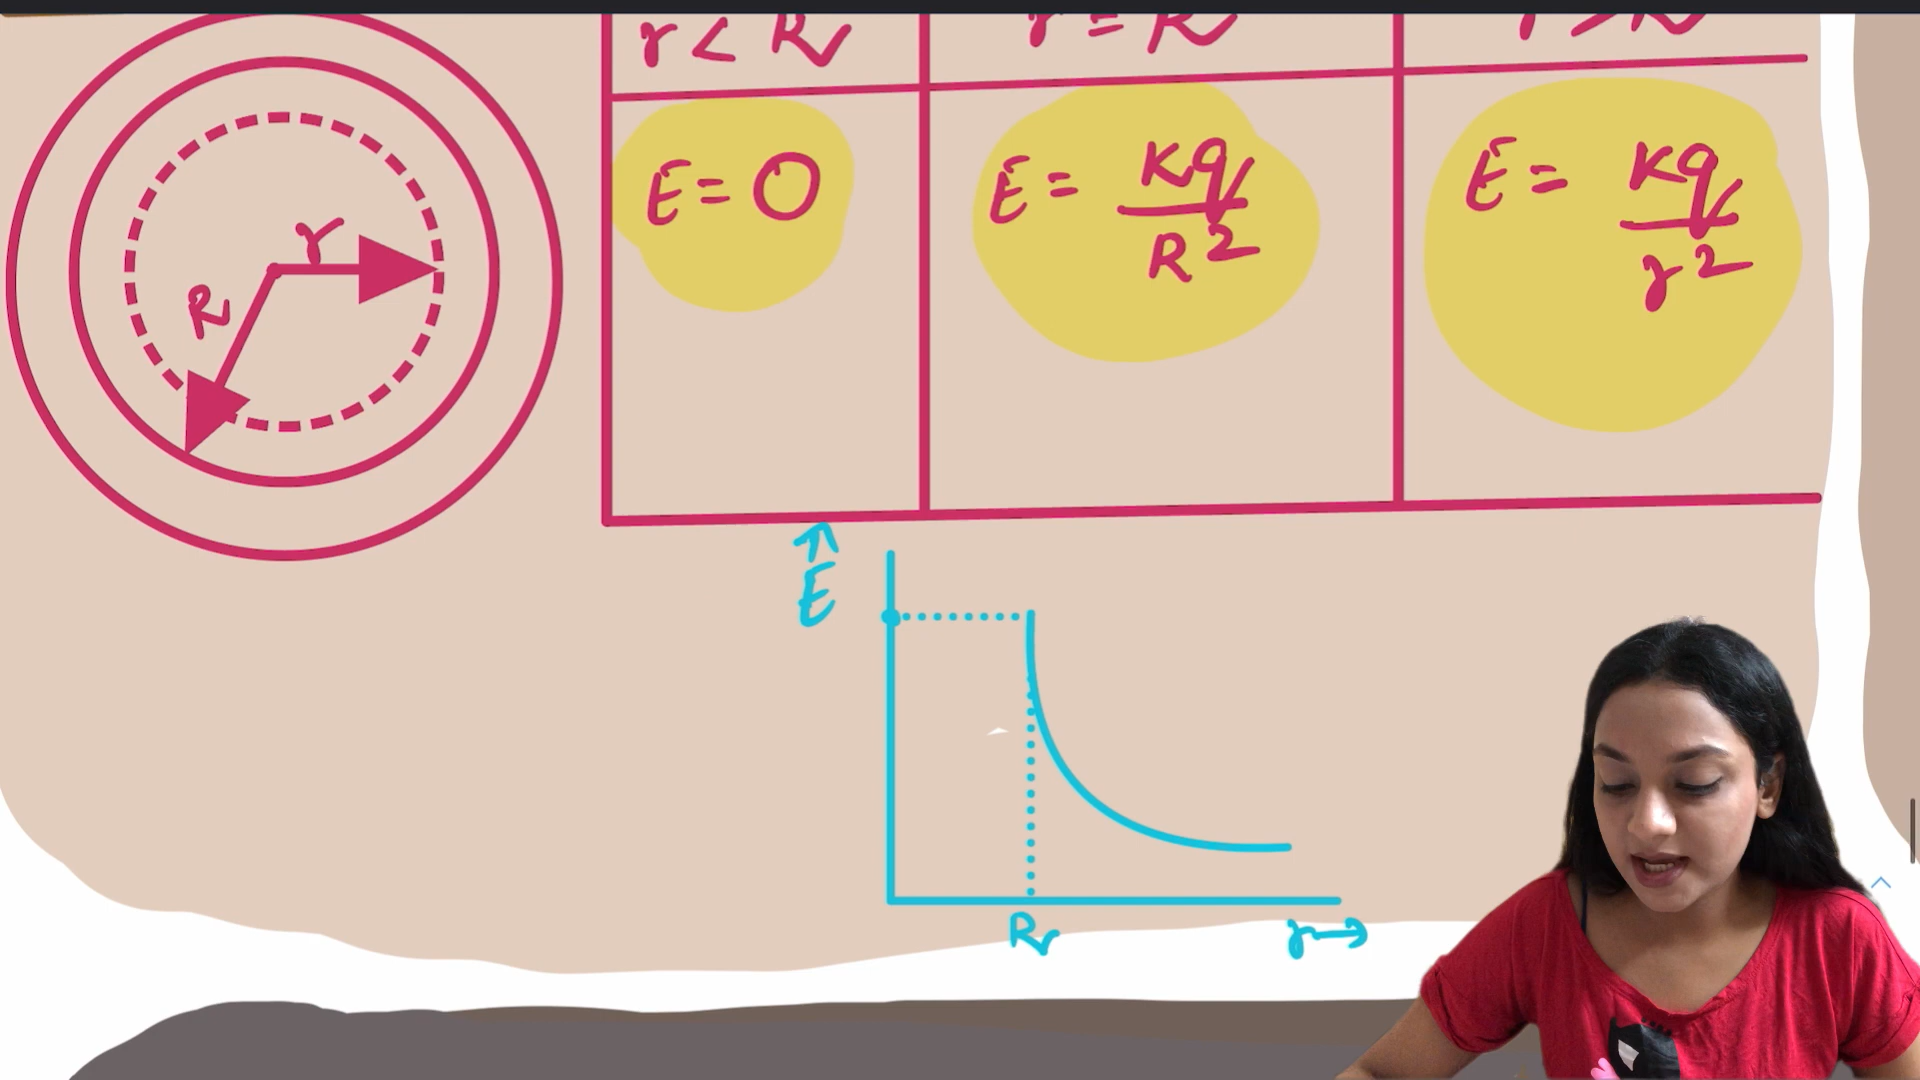 r < R
r = R
r > R
E = 0
E = Kq/R²
E = Kq/r²
r
R
E
R
r →